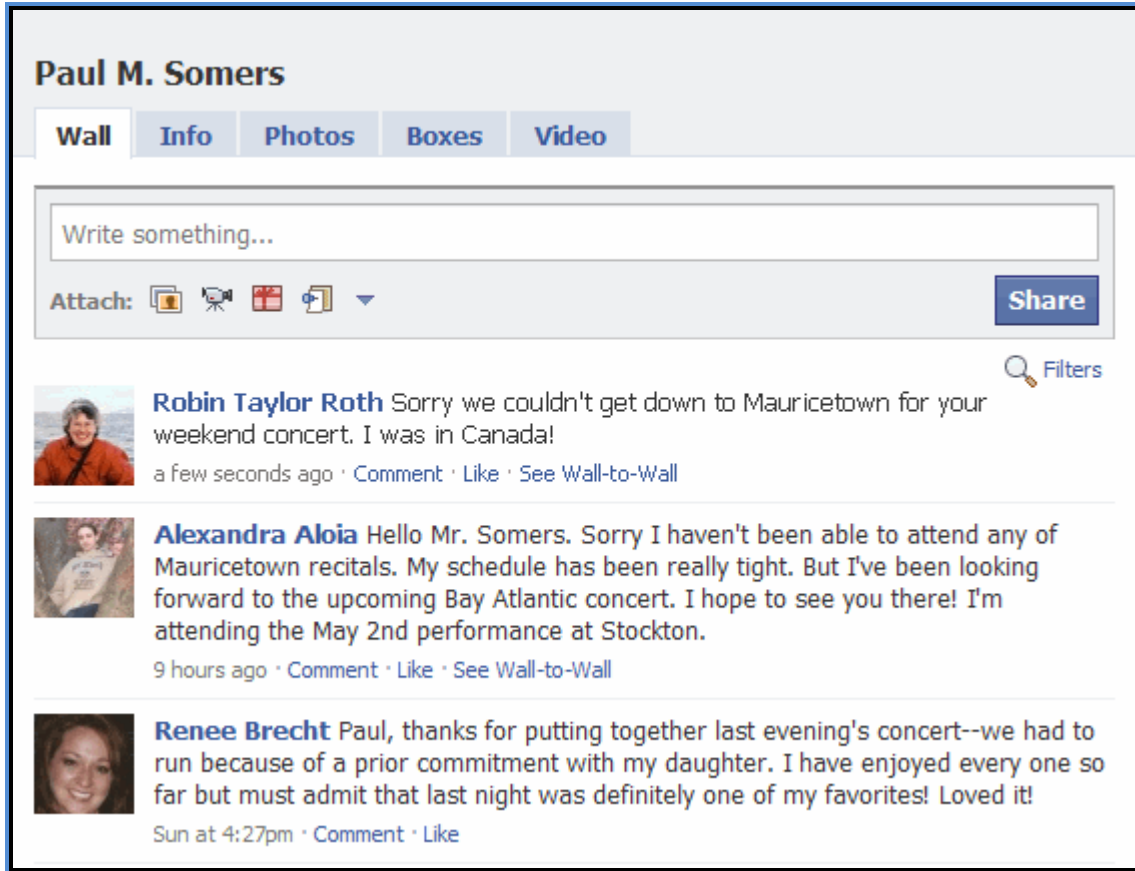 Paul M. Somers
Wall Info Photos Boxes Video
Write something...
Attach: Share
Filters
Robin Taylor Roth Sorry we couldn't get down to Mauricetown for your
weekend concert. I was in Canada!
a few seconds ago · Comment · Like · See Wall-to-Wall
Alexandra Aloia Hello Mr. Somers. Sorry I haven't been able to attend any of
Mauricetown recitals. My schedule has been really tight. But I've been looking
forward to the upcoming Bay Atlantic concert. I hope to see you there! I'm
attending the May 2nd performance at Stockton.
9 hours ago · Comment · Like · See Wall-to-Wall
Renee Brecht Paul, thanks for putting together last evening's concert--we had to
run because of a prior commitment with my daughter. I have enjoyed every one so
far but must admit that last night was definitely one of my favorites! Loved it!
Sun at 4:27pm · Comment · Like